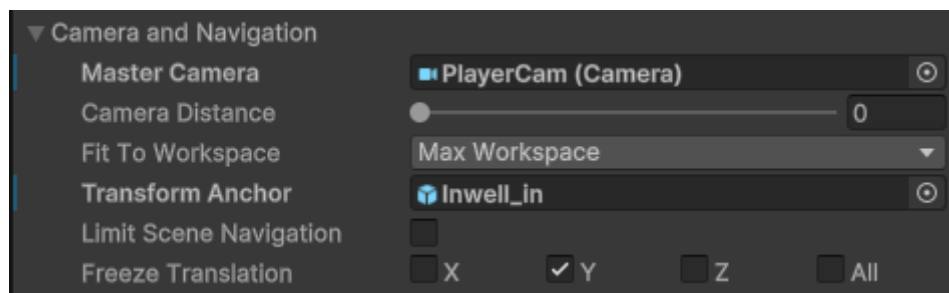 Camera and Navigation
Master Camera PlayerCam (Camera)
Camera Distance 0
Fit To Workspace Max Workspace
Transform Anchor Inwell_in
Limit Scene Navigation
Freeze Translation X Y Z All